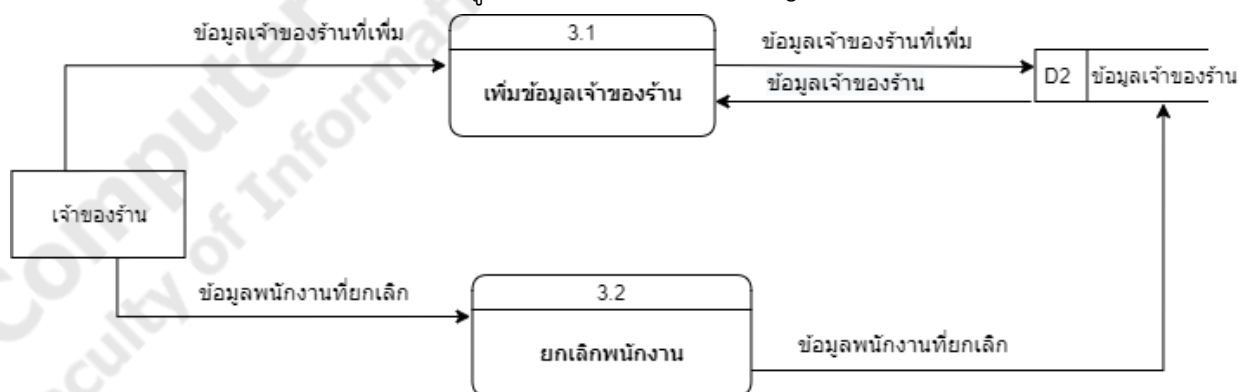 ข้อมูลเจ้าของร้านที่เพิ่ม
3.1
เพิ่มข้อมูลเจ้าของร้าน
ข้อมูลเจ้าของร้านที่เพิ่ม
ข้อมูลเจ้าของร้าน
D2 ข้อมูลเจ้าของร้าน
เจ้าของร้าน
ข้อมูลพนักงานที่ยกเลิก
3.2
ยกเลิกพนักงาน
ข้อมูลพนักงานที่ยกเลิก
Computer
of Informat